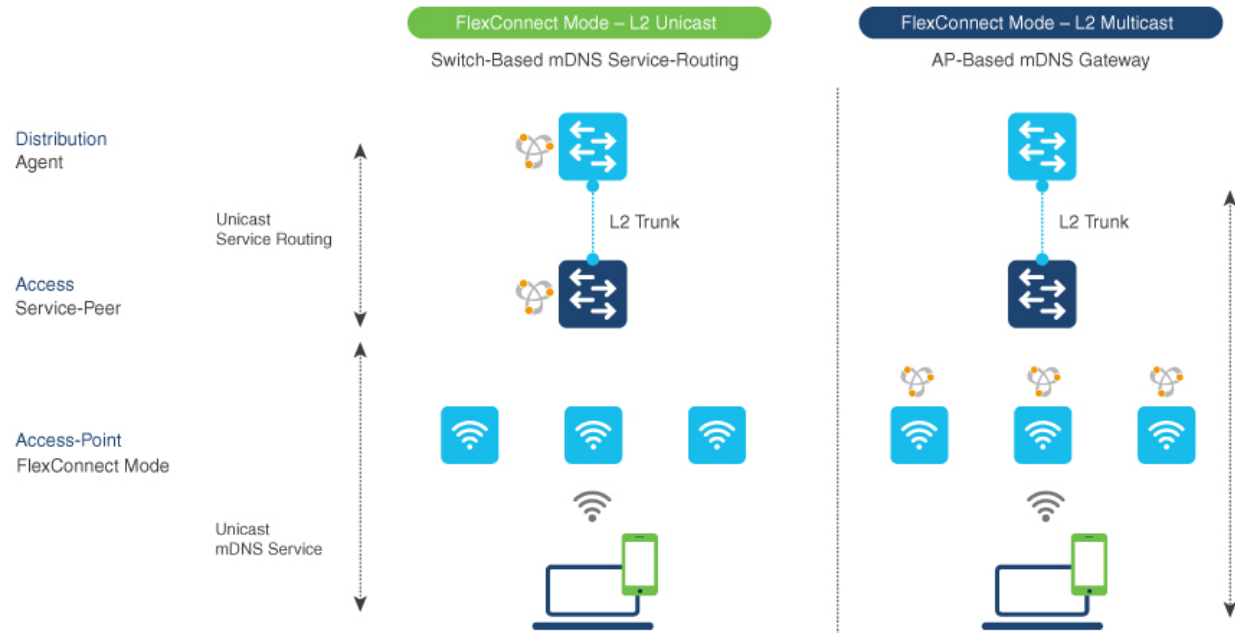 FlexConnect Mode – L2 Unicast
FlexConnect Mode – L2 Multicast
Switch-Based mDNS Service-Routing
AP-Based mDNS Gateway
Distribution
Agent
Unicast
Service Routing
L2 Trunk
L2 Trunk
Access
Service-Peer
Access-Point
FlexConnect Mode
Unicast
mDNS Service